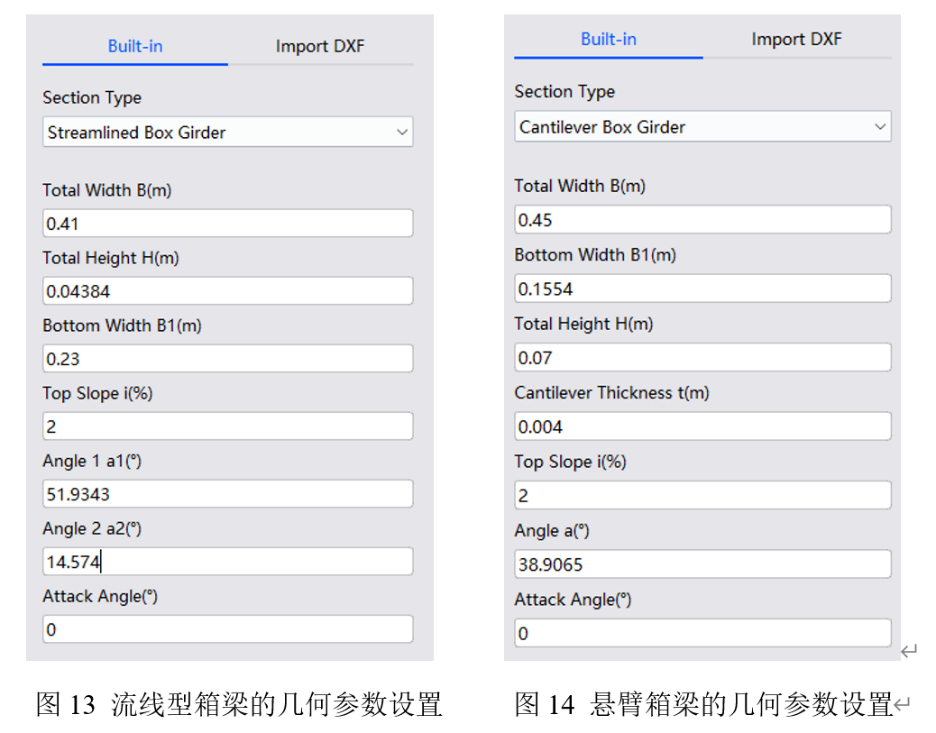 Built-in
Import DXF
Section Type
Streamlined Box Girder
Total Width B(m)
0.41
Total Height H(m)
0.04384
Bottom Width B1(m)
0.23
Top Slope i(%)
2
Angle 1 a1(°)
51.9343
Angle 2 a2(°)
14.574
Attack Angle(°)
0
图 13 流线型箱梁的几何参数设置
Built-in
Import DXF
Section Type
Cantilever Box Girder
Total Width B(m)
0.45
Bottom Width B1(m)
0.1554
Total Height H(m)
0.07
Cantilever Thickness t(m)
0.004
Top Slope i(%)
2
Angle a(°)
38.9065
Attack Angle(°)
0
图 14 悬臂箱梁的几何参数设置